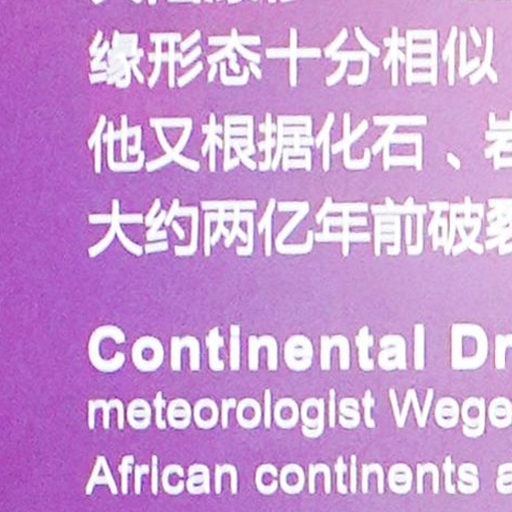 缘形态十分相似
他又根据化石、岩
大约两亿年前破裂
Continental Dr
meteorologist Wege
African continents a